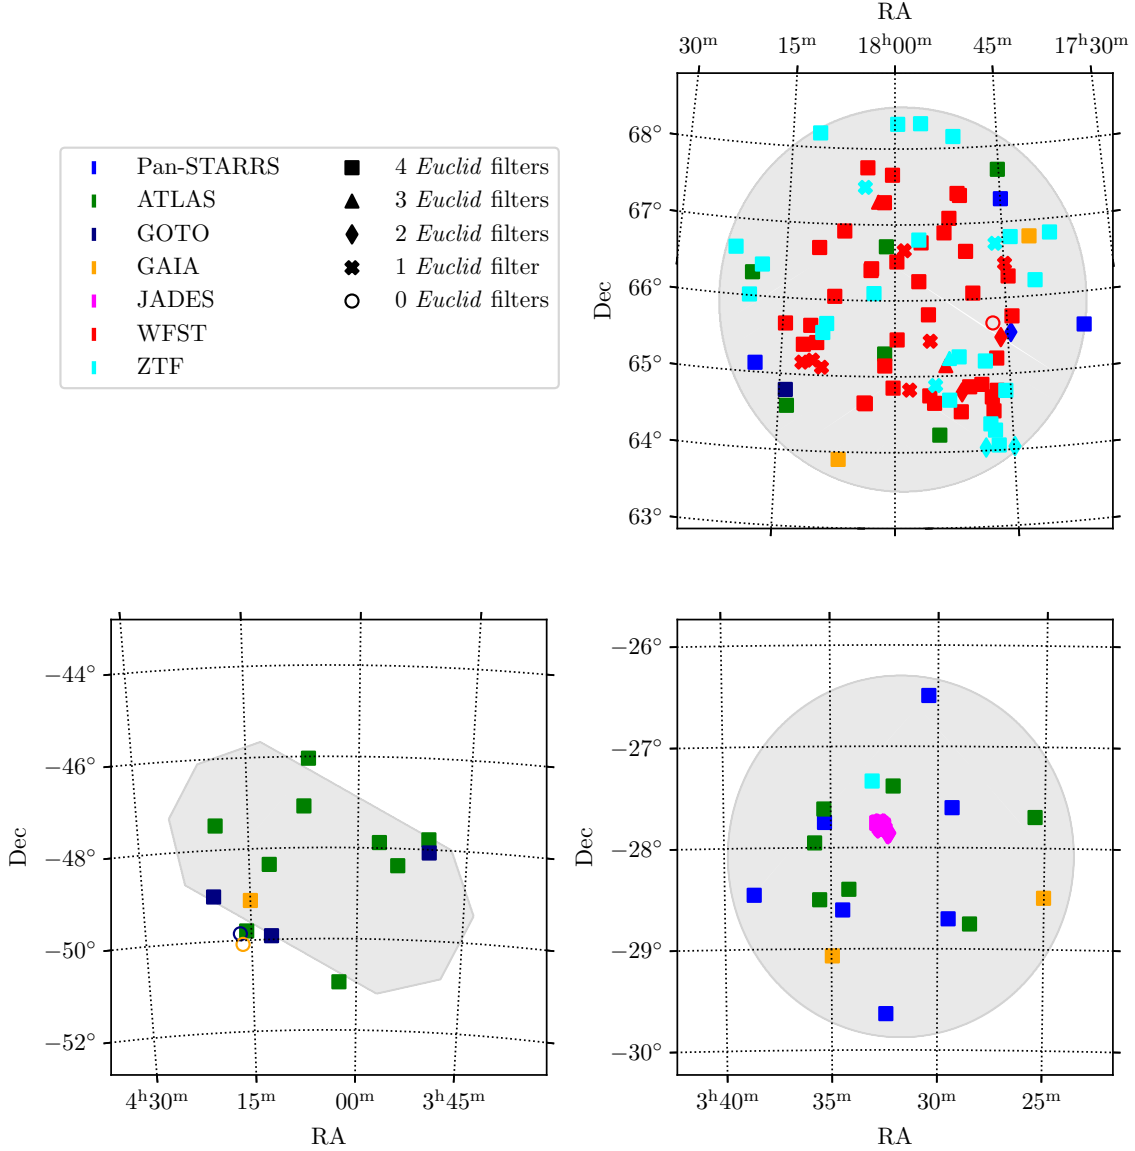 RA
30ᵐ 15ᵐ 18ʰ00ᵐ 45ᵐ 17ʰ30ᵐ
Pan-STARRS
ATLAS
GOTO
GAIA
JADES
WFST
ZTF
4 Euclid filters
3 Euclid filters
2 Euclid filters
1 Euclid filter
0 Euclid filters
68°
67°
66°
65°
64°
63°
Dec
−44°
−46°
−48°
−50°
−52°
Dec
4ʰ30ᵐ 15ᵐ 00ᵐ 3ʰ45ᵐ
RA
−26°
−27°
−28°
−29°
−30°
Dec
3ʰ40ᵐ 35ᵐ 30ᵐ 25ᵐ
RA